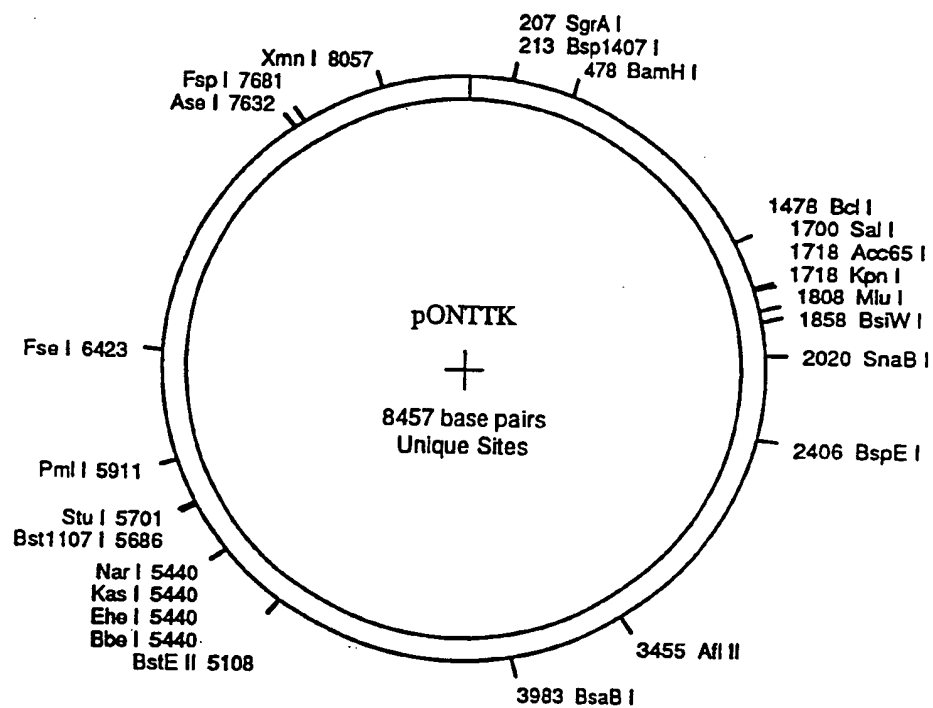 207 SgrA I
213 Bsp1407 I
478 BamH I
1478 Bcl I
1700 Sal I
1718 Acc65 I
1718 Kpn I
1808 Mlu I
1858 BsiW I
2020 SnaB I
2406 BspE I
3455 Afl II
3983 BsaB I
BstE II 5108
Bbe I 5440
Ehe I 5440
Kas I 5440
Nar I 5440
Bst1107 I 5686
Stu I 5701
Pml I 5911
Fse I 6423
Ase I 7632
Fsp I 7681
Xmn I 8057
pONTTK
8457 base pairs
Unique Sites